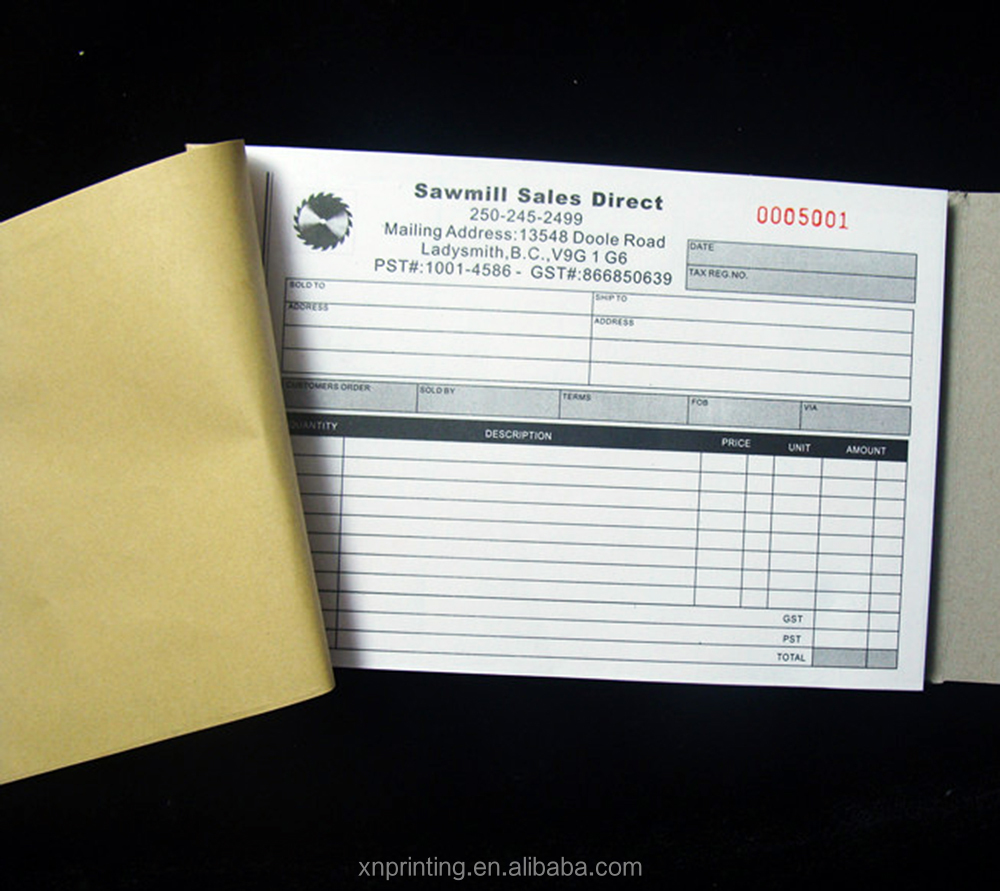 Sawmill Sales Direct
250-245-2499
Mailing Address:13548 Doole Road
Ladysmith,B.C.,V9G 1 G6
PST#:1001-4586 - GST#:866850639
0005001
DATE
TAX REG.NO.
SOLD TO
SHIP TO
ADDRESS
ADDRESS
CUSTOMERS ORDER
SOLD BY
TERMS
FOB
VIA
QUANTITY
DESCRIPTION
PRICE
UNIT
AMOUNT
GST
PST
TOTAL
xnprinting.en.alibaba.com